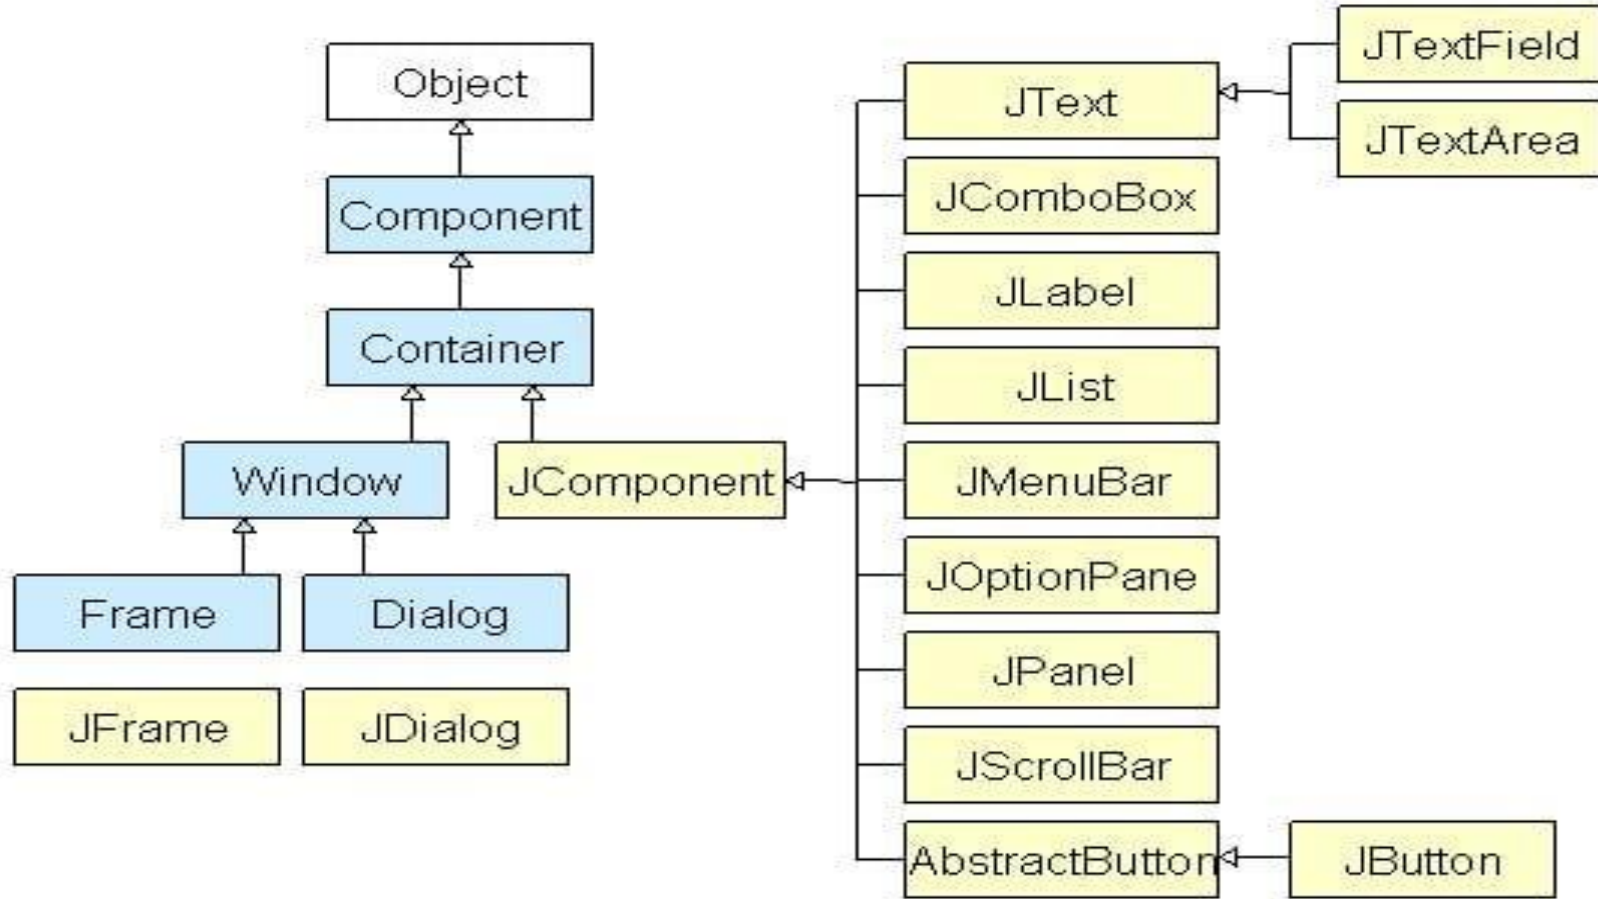 Object
Component
Container
Window
JComponent
Frame
Dialog
JFrame
JDialog
JText
JComboBox
JLabel
JList
JMenuBar
JOptionPane
JPanel
JScrollBar
AbstractButton
JTextField
JTextArea
JButton